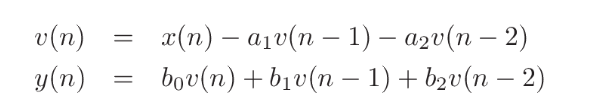 v(n) = x(n) − a₁v(n − 1) − a₂v(n − 2)
y(n) = b₀v(n) + b₁v(n − 1) + b₂v(n − 2)